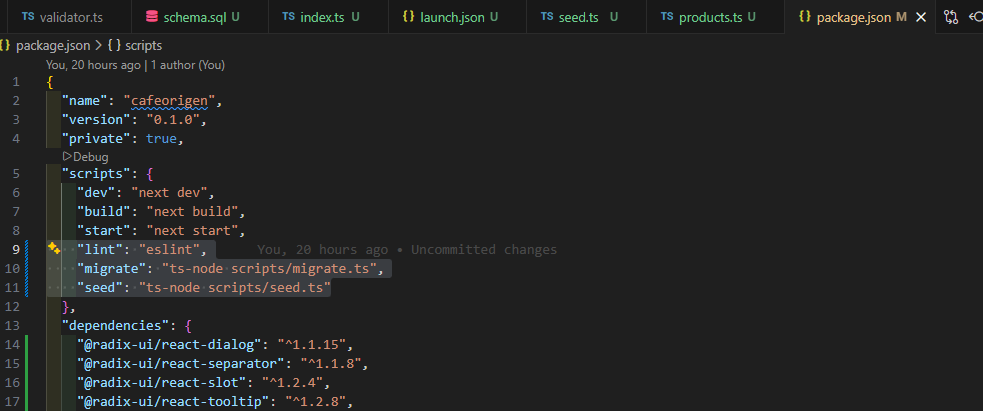 TS validator.ts schema.sql U TS index.ts U {} launch.json U TS seed.ts U TS products.ts U {} package.json M
{} package.json > {} scripts
You, 20 hours ago | 1 author (You)
1 {
2 "name": "cafeorigen",
3 "version": "0.1.0",
4 "private": true,
Debug
5 "scripts": {
6 "dev": "next dev",
7 "build": "next build",
8 "start": "next start",
9 "lint": "eslint", You, 20 hours ago • Uncommitted changes
10 "migrate": "ts-node scripts/migrate.ts",
11 "seed": "ts-node scripts/seed.ts"
12 },
13 "dependencies": {
14 "@radix-ui/react-dialog": "^1.1.15",
15 "@radix-ui/react-separator": "^1.1.8",
16 "@radix-ui/react-slot": "^1.2.4",
17 "@radix-ui/react-tooltip": "^1.2.8",